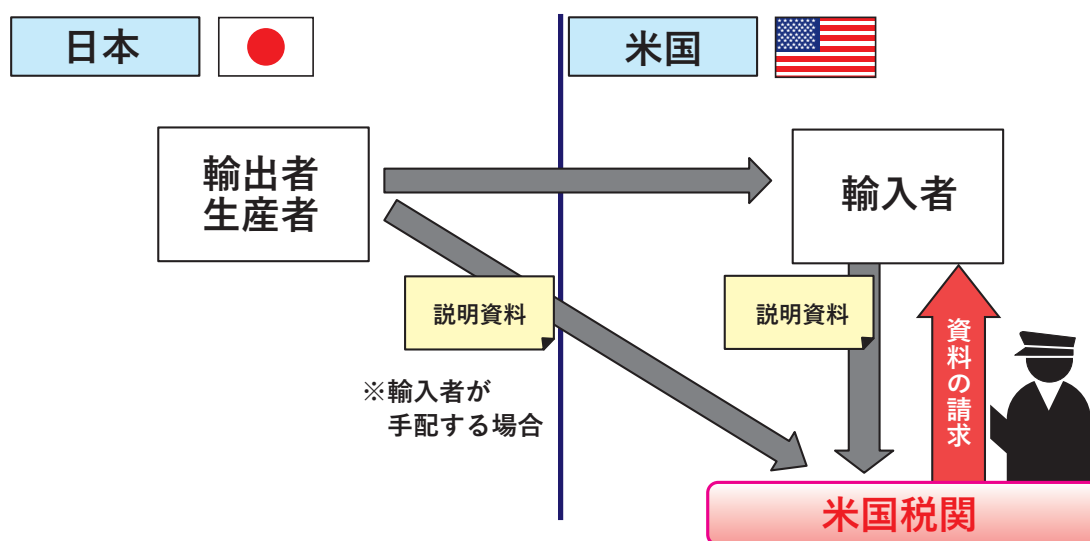 日本
米国
輸出者
生産者
輸入者
説明資料
説明資料
資料の請求
※輸入者が
手配する場合
米国税関